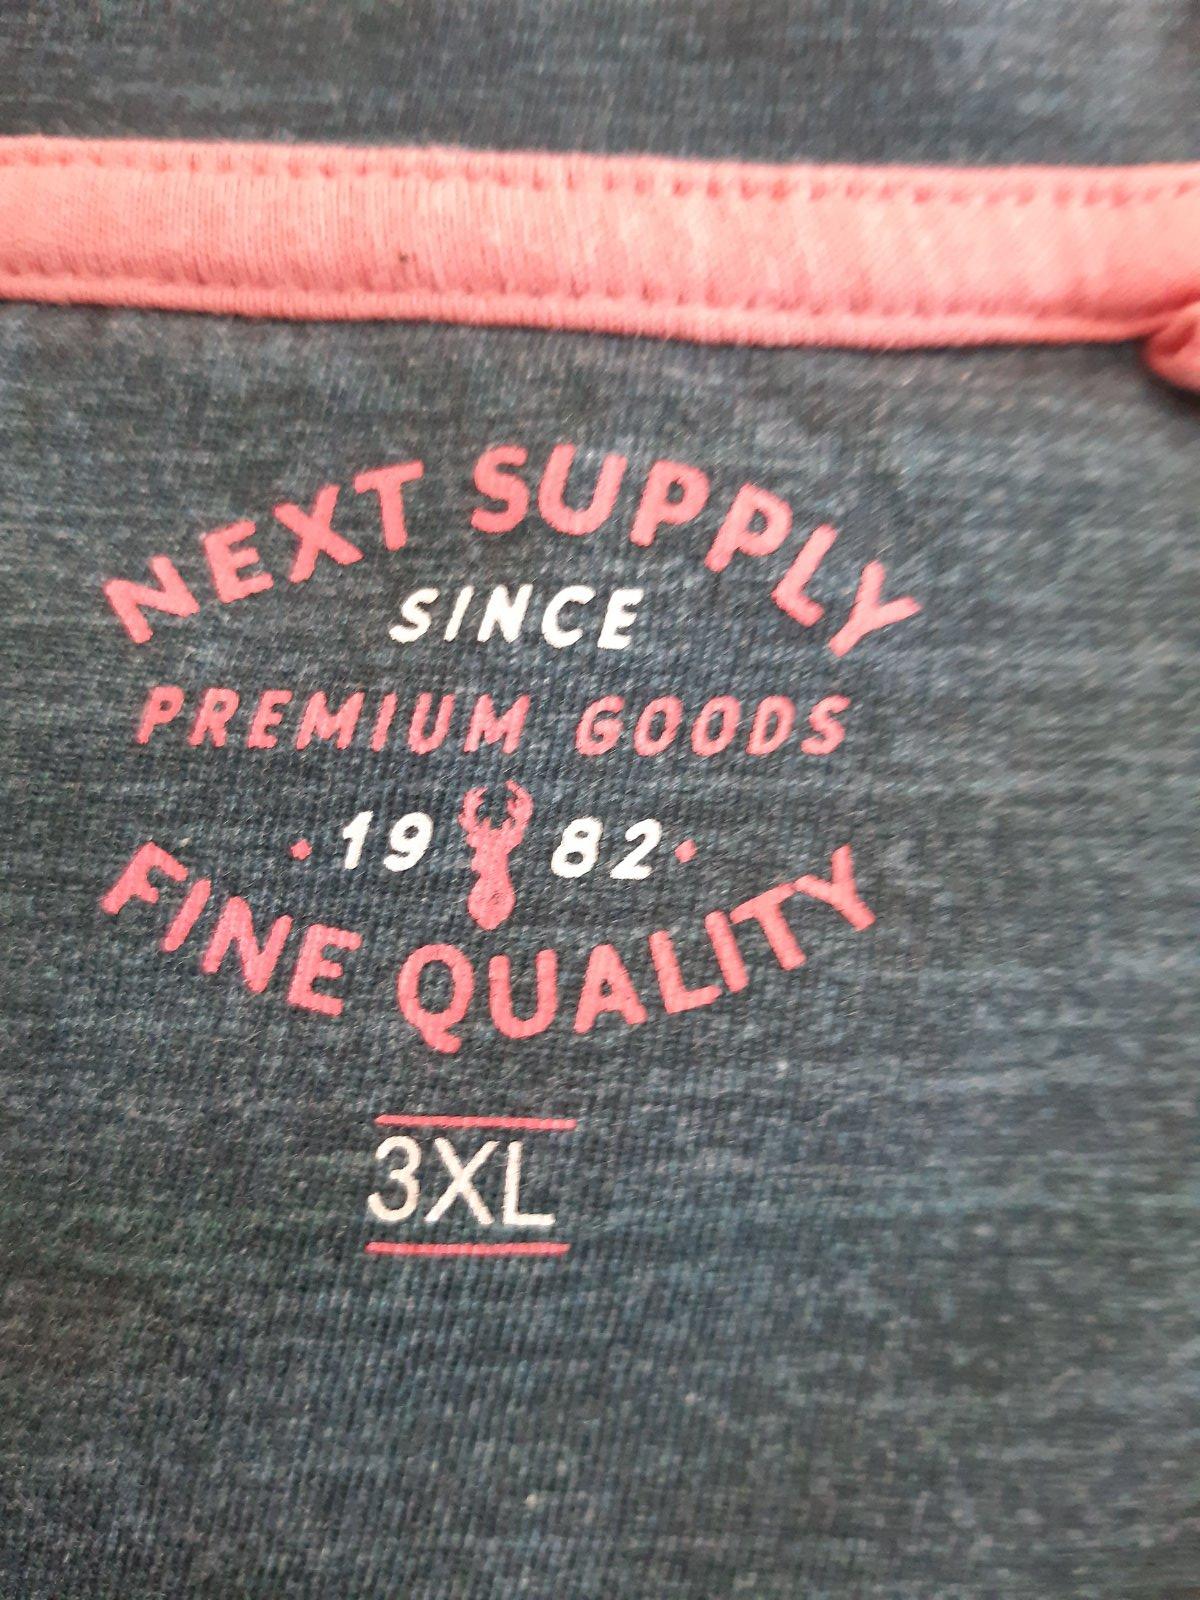 NEXT SUPPLY
SINCE
PREMIUM GOODS
· 19 82 ·
FINE QUALITY
3XL